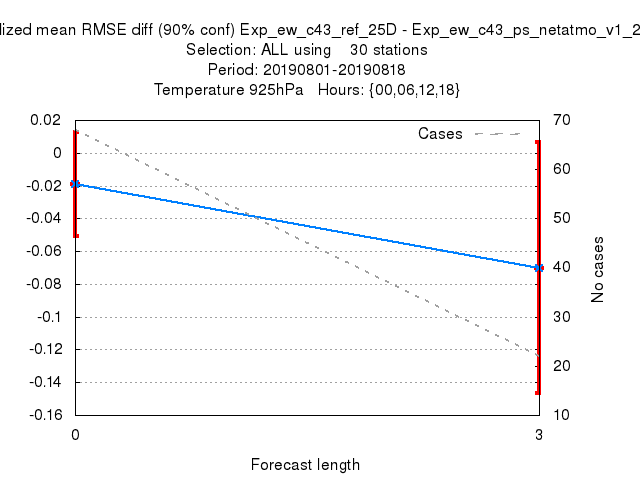 lized mean RMSE diff (90% conf) Exp_ew_c43_ref_25D - Exp_ew_c43_ps_netatmo_v1_2
Selection: ALL using    30 stations
Period: 20190801-20190818
Temperature 925hPa   Hours: {00,06,12,18}
0.02
0
-0.02
-0.04
-0.06
-0.08
-0.1
-0.12
-0.14
-0.16
Cases
70
60
50
40
30
20
10
No cases
0
3
Forecast length